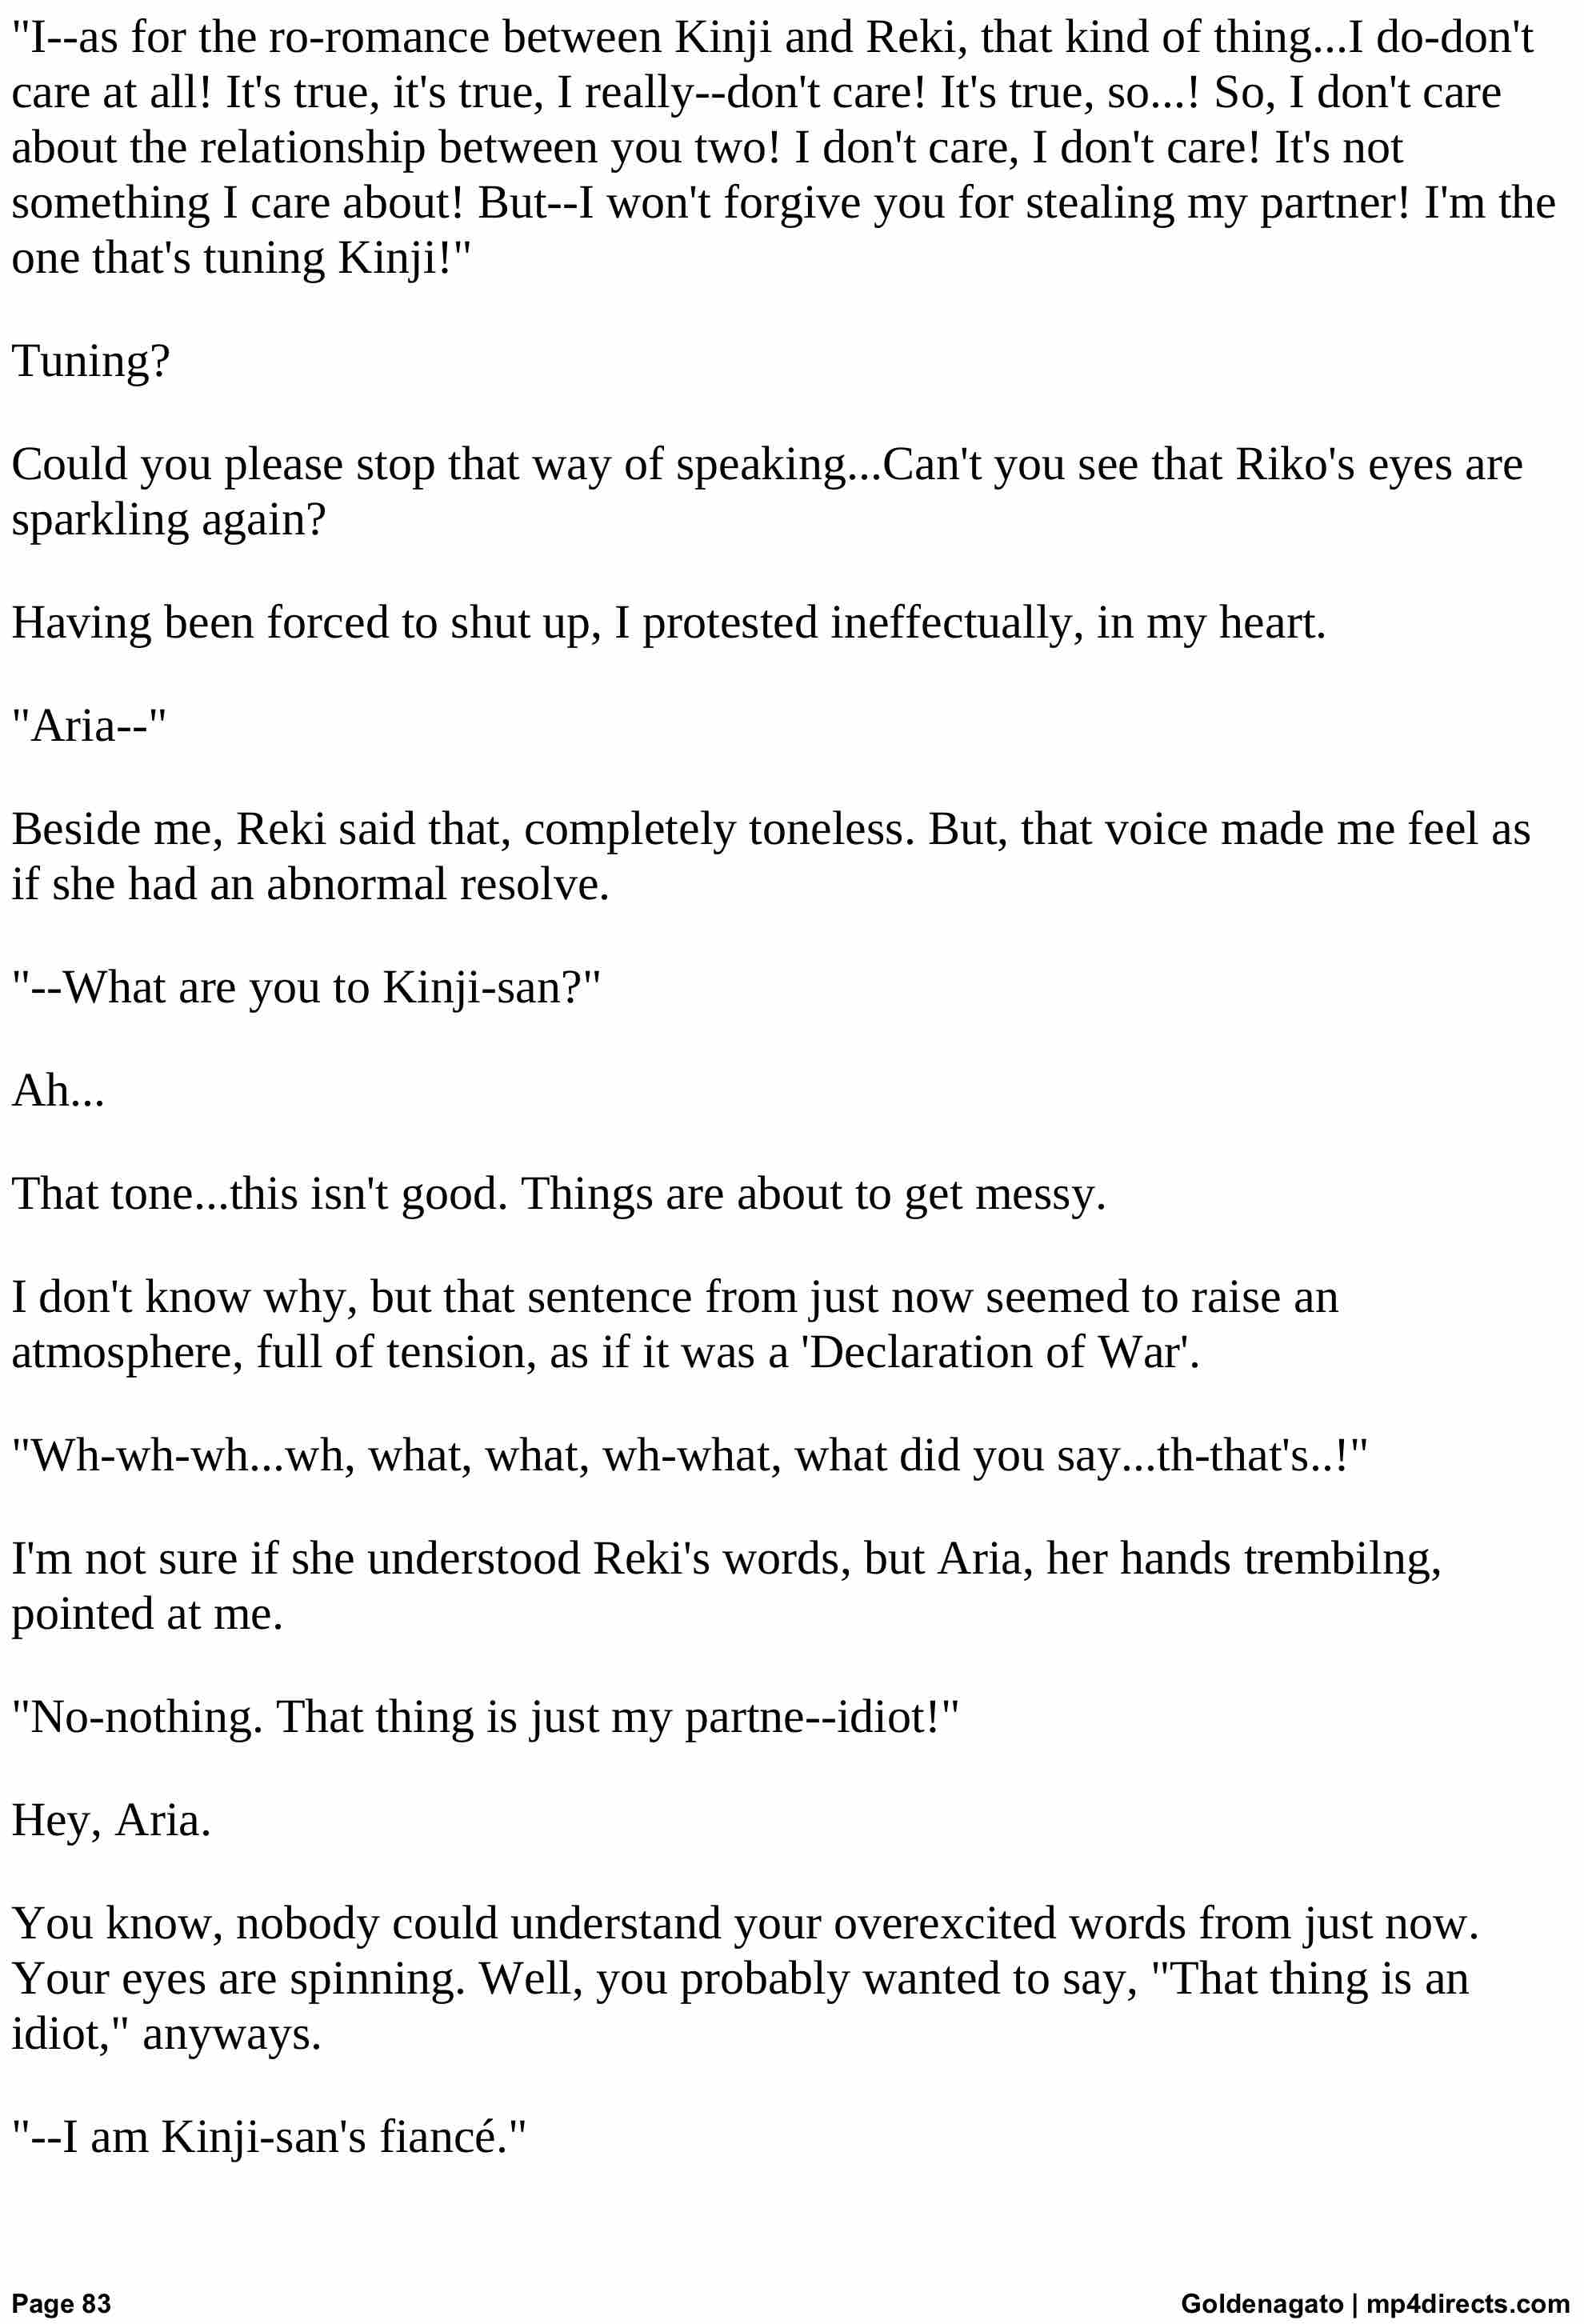 "I--as for the ro-romance between Kinji and Reki, that kind of thing...I do-don't
care at all! It's true, it's true, I really--don't care! It's true, so...! So, I don't care
about the relationship between you two! I don't care, I don't care! It's not
something I care about! But--I won't forgive you for stealing my partner! I'm the
one that's tuning Kinji!"
Tuning?
Could you please stop that way of speaking...Can't you see that Riko's eyes are
sparkling again?
Having been forced to shut up, I protested ineffectually, in my heart.
"Aria--"
Beside me, Reki said that, completely toneless. But, that voice made me feel as
if she had an abnormal resolve.
"--What are you to Kinji-san?"
Ah...
That tone...this isn't good. Things are about to get messy.
I don't know why, but that sentence from just now seemed to raise an
atmosphere, full of tension, as if it was a 'Declaration of War'.
"Wh-wh-wh...wh, what, what, wh-what, what did you say...th-that's..!"
I'm not sure if she understood Reki's words, but Aria, her hands trembilng,
pointed at me.
"No-nothing. That thing is just my partne--idiot!"
Hey, Aria.
You know, nobody could understand your overexcited words from just now.
Your eyes are spinning. Well, you probably wanted to say, "That thing is an
idiot," anyways.
"--I am Kinji-san's fiancé."
Page 83
Goldenagato | mp4directs.com